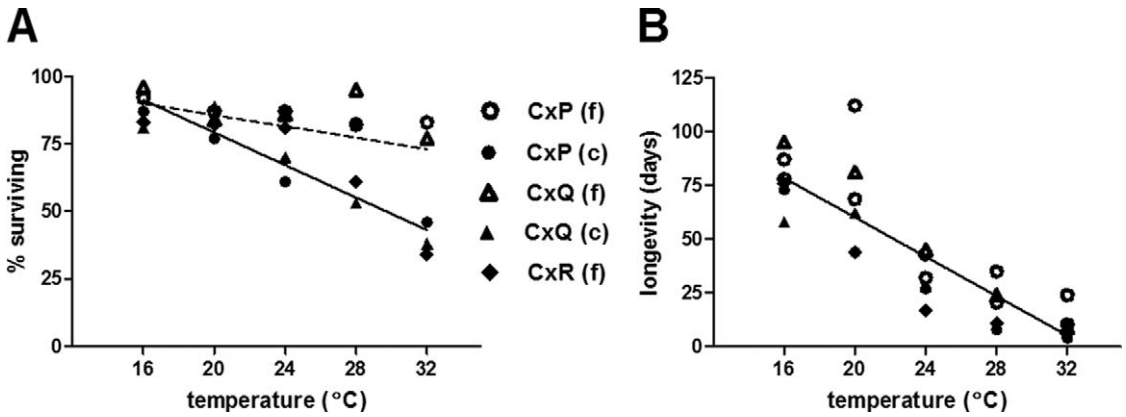 A
% surviving
100
75
50
25
0
16 20 24 28 32
temperature (°C)
CxP (f)
CxP (c)
CxQ (f)
CxQ (c)
CxR (f)
B
longevity (days)
125
100
75
50
25
0
16 20 24 28 32
temperature (°C)